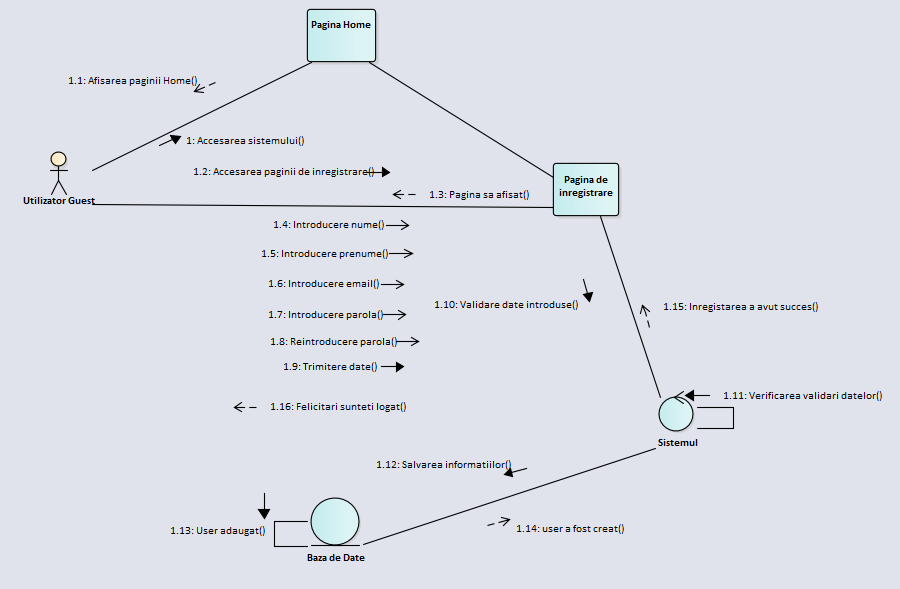 Pagina Home
1.1: Afisarea paginii Home()
1: Accesarea sistemului()
1.2: Accesarea paginii de inregistrare()
Pagina de
inregistrare
1.3: Pagina sa afisat()
Utilizator Guest
1.4: Introducere nume()
1.5: Introducere prenume()
1.6: Introducere email()
1.10: Validare date introduse()
1.15: Inregistarea a avut succes()
1.7: Introducere parola()
1.8: Reintroducere parola()
1.9: Trimitere date()
1.11: Verificarea validari datelor()
1.16: Felicitari sunteti logat()
Sistemul
1.12: Salvarea informatiilor()
1.13: User adaugat()
1.14: user a fost creat()
Baza de Date